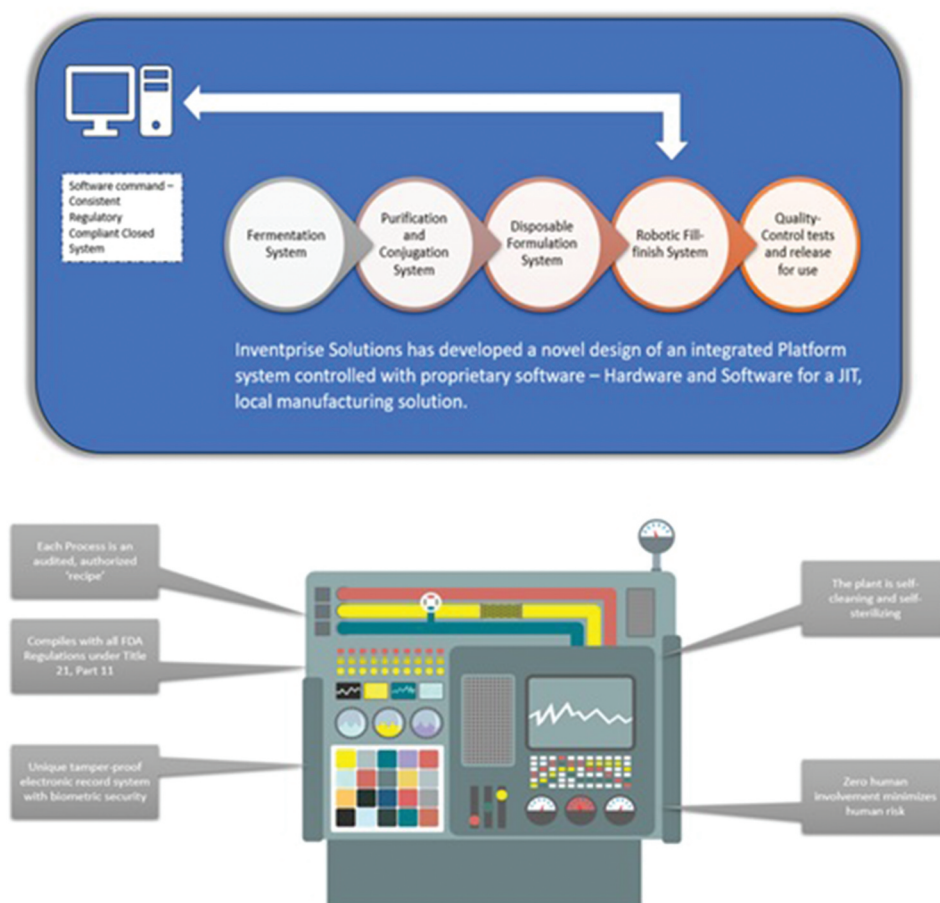 Software command –
Consistent
Regulatory
Compliant Closed
System
Fermentation
System
Purification
and
Conjugation
System
Disposable
Formulation
System
Robotic Fill-
finish System
Quality-
Control tests
and release
for use
Inventprise Solutions has developed a novel design of an integrated Platform
system controlled with proprietary software – Hardware and Software for a JIT,
local manufacturing solution.
Each Process is an
audited, authorized
'recipe'
Compiles with all FDA
Regulations under Title
21, Part 11
Unique tamper-proof
electronic record system
with biometric security
The plant is self-
cleaning and self-
sterilizing
Zero human
involvement minimizes
human risk